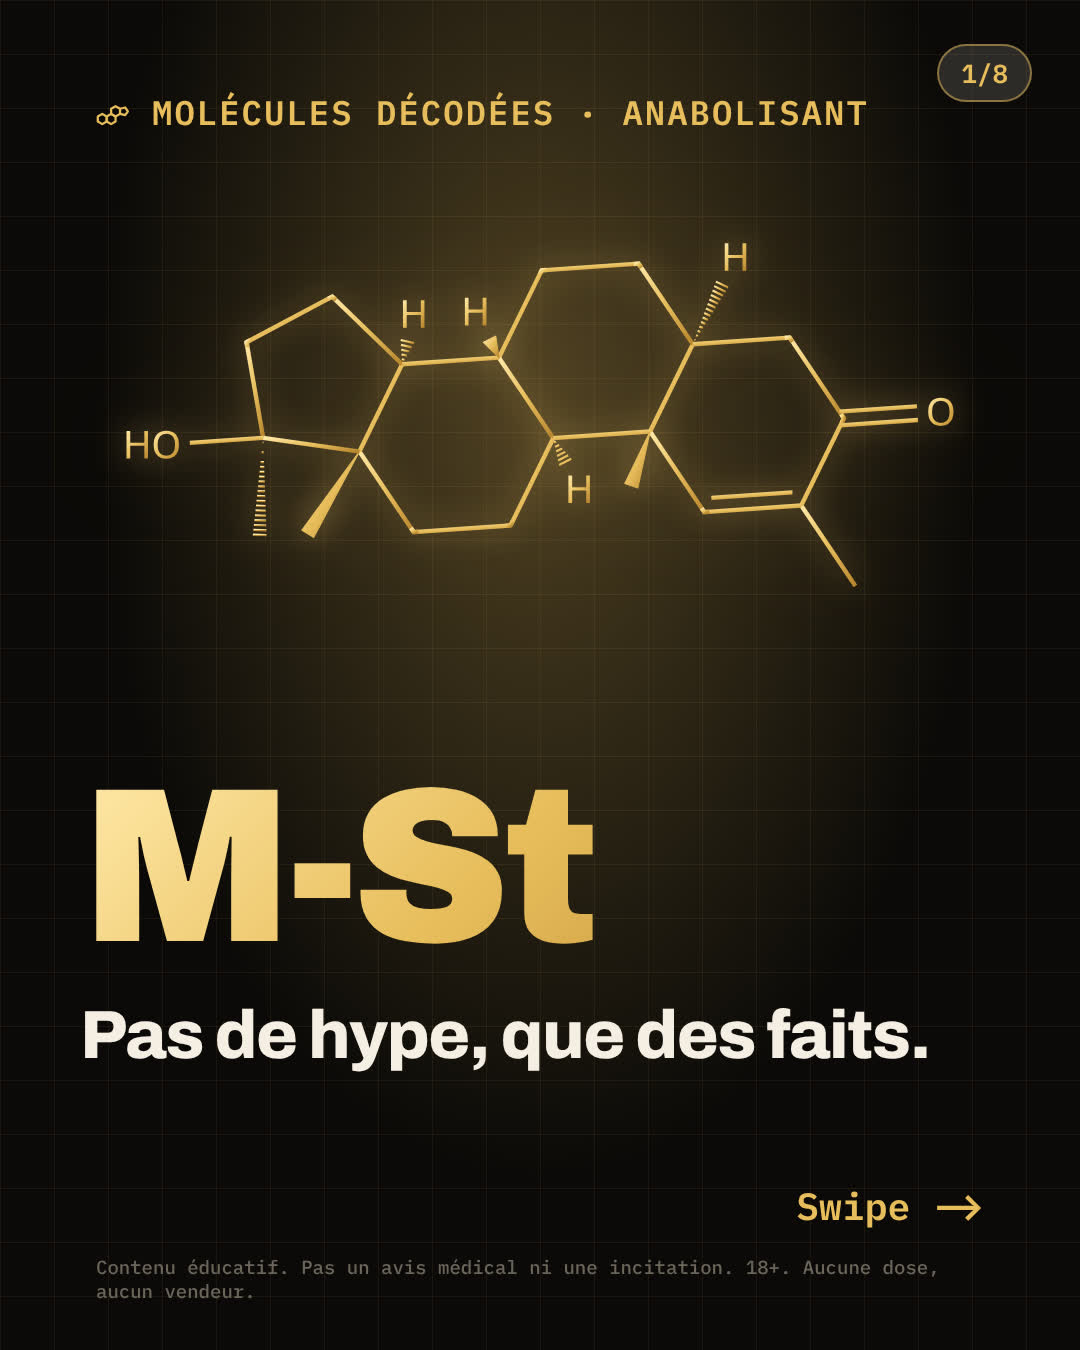 1/8
MOLÉCULES DÉCODÉES · ANABOLISANT
H
H H
O
HO
H
M-St
Pas de hype, que des faits.
Swipe →
Contenu éducatif. Pas un avis médical ni une incitation. 18+. Aucune dose,
aucun vendeur.